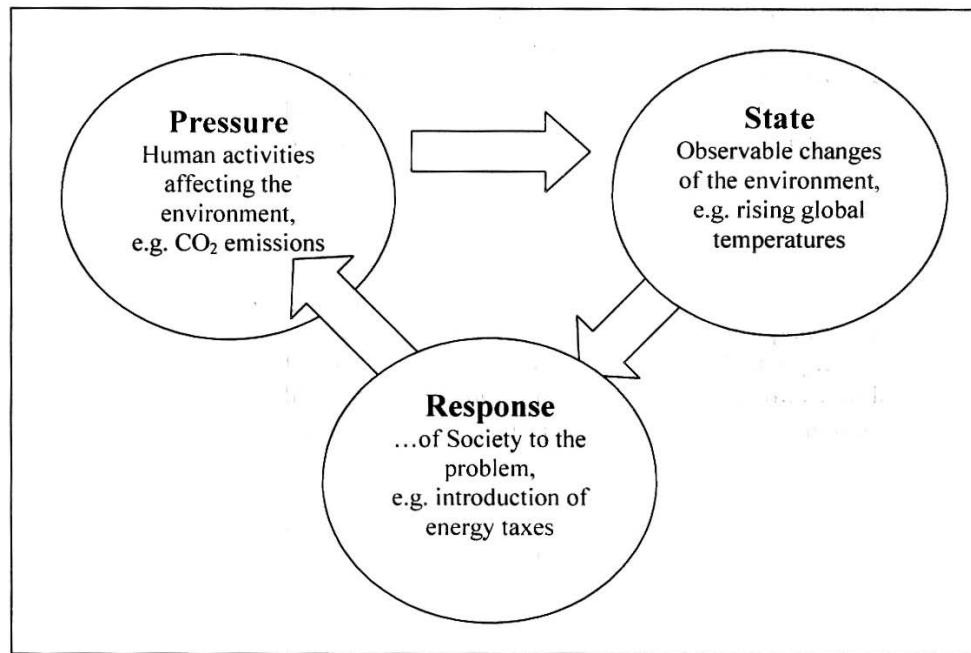 Pressure
Human activities
affecting the
environment,
e.g. CO₂ emissions
State
Observable changes
of the environment,
e.g. rising global
temperatures
Response
…of Society to the
problem,
e.g. introduction of
energy taxes